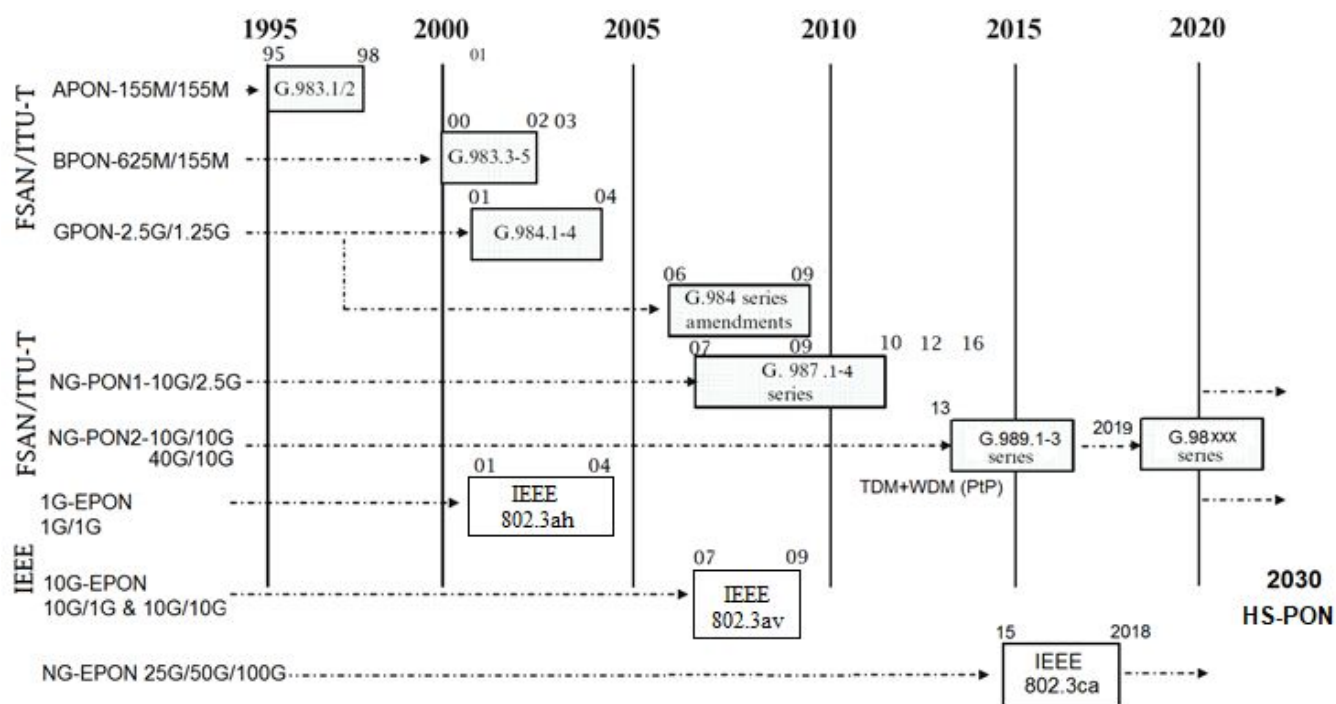 1995 2000 2005 2010 2015 2020
95 98 01
FSAN/ITU-T
APON-155M/155M
G.983.1/2
00 02 03
BPON-625M/155M
G.983.3-5
01 04
GPON-2.5G/1.25G
G.984.1-4
06 09
G.984 series
amendments
FSAN/ITU-T
07 09 10 12 16
NG-PON1-10G/2.5G
G. 987 .1-4
series
13
NG-PON2-10G/10G
40G/10G
G.989.1-3
series
2019
G.98xxx
series
TDM+WDM (PtP)
IEEE
01 04
1G-EPON
1G/1G
IEEE
802.3ah
07 09
10G-EPON
10G/1G & 10G/10G
IEEE
802.3av
2030
HS-PON
15 2018
NG-EPON 25G/50G/100G
IEEE
802.3ca